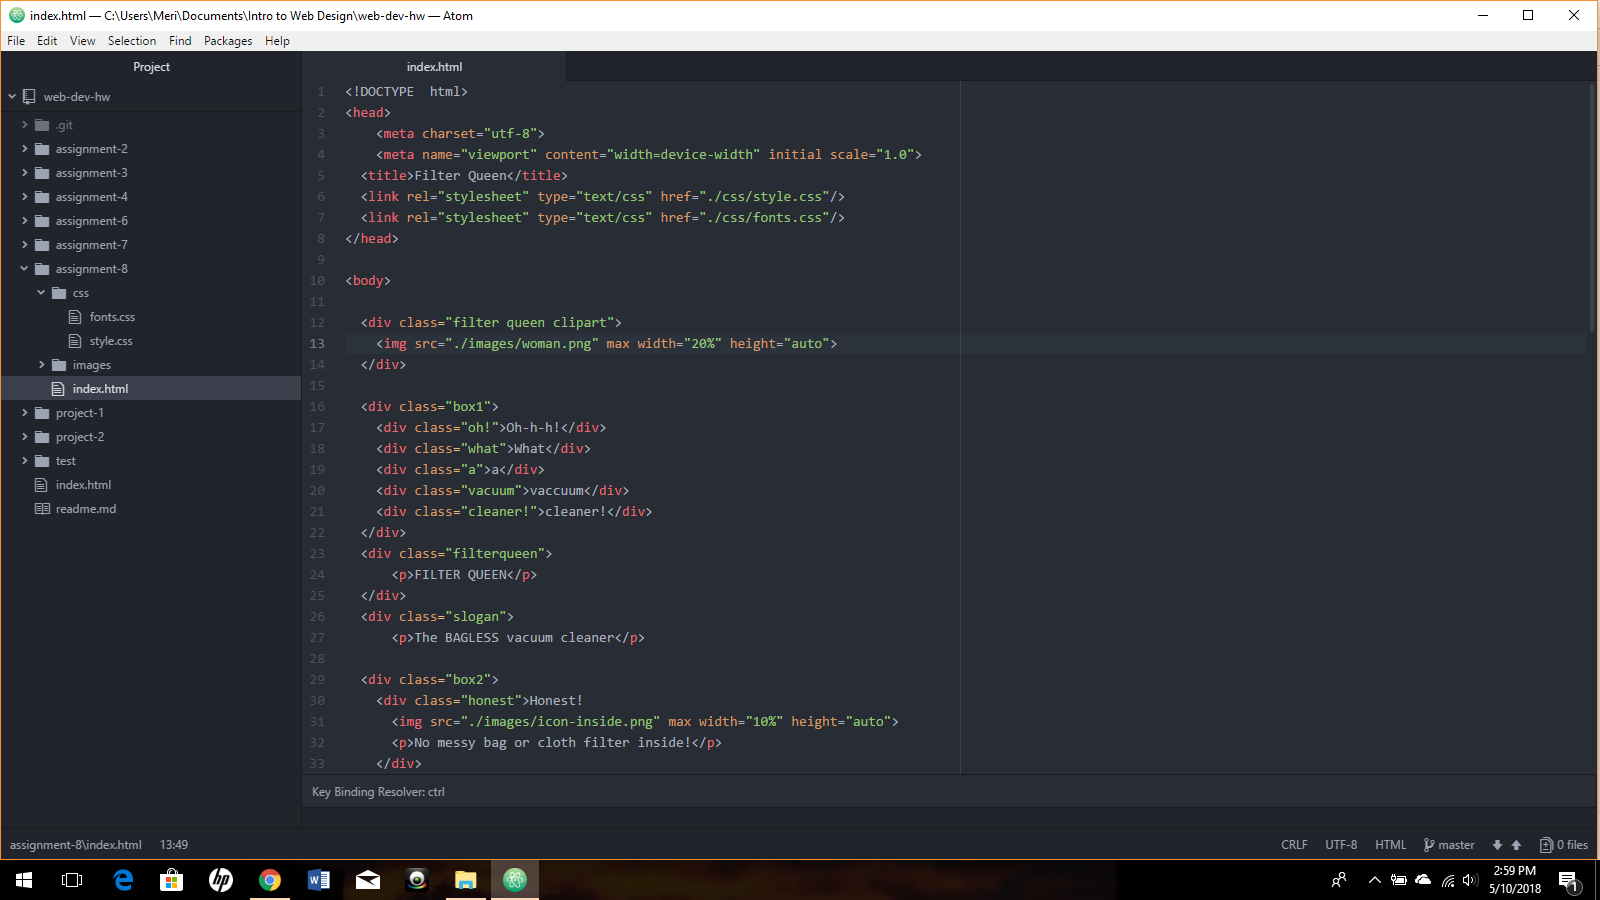 index.html — C:\Users\Meri\Documents\Intro to Web Design\web-dev-hw — Atom
File Edit View Selection Find Packages Help
Project
web-dev-hw
.git
assignment-2
assignment-3
assignment-4
assignment-6
assignment-7
assignment-8
css
fonts.css
style.css
images
index.html
project-1
project-2
test
index.html
readme.md
index.html
1 <!DOCTYPE  html>
2 <head>
3     <meta charset="utf-8">
4     <meta name="viewport" content="width=device-width" initial scale="1.0">
5   <title>Filter Queen</title>
6   <link rel="stylesheet" type="text/css" href="./css/style.css"/>
7   <link rel="stylesheet" type="text/css" href="./css/fonts.css"/>
8 </head>
9
10 <body>
11
12   <div class="filter queen clipart">
13     <img src="./images/woman.png" max width="20%" height="auto">
14   </div>
15
16   <div class="box1">
17     <div class="oh!">Oh-h-h!</div>
18     <div class="what">What</div>
19     <div class="a">a</div>
20     <div class="vacuum">vaccuum</div>
21     <div class="cleaner!">cleaner!</div>
22   </div>
23   <div class="filterqueen">
24       <p>FILTER QUEEN</p>
25   </div>
26   <div class="slogan">
27       <p>The BAGLESS vacuum cleaner</p>
28
29   <div class="box2">
30     <div class="honest">Honest!
31       <img src="./images/icon-inside.png" max width="10%" height="auto">
32       <p>No messy bag or cloth filter inside!</p>
33     </div>
Key Binding Resolver: ctrl
assignment-8\index.html 13:49 CRLF UTF-8 HTML master 0 files
hp
2:59 PM
5/10/2018
1